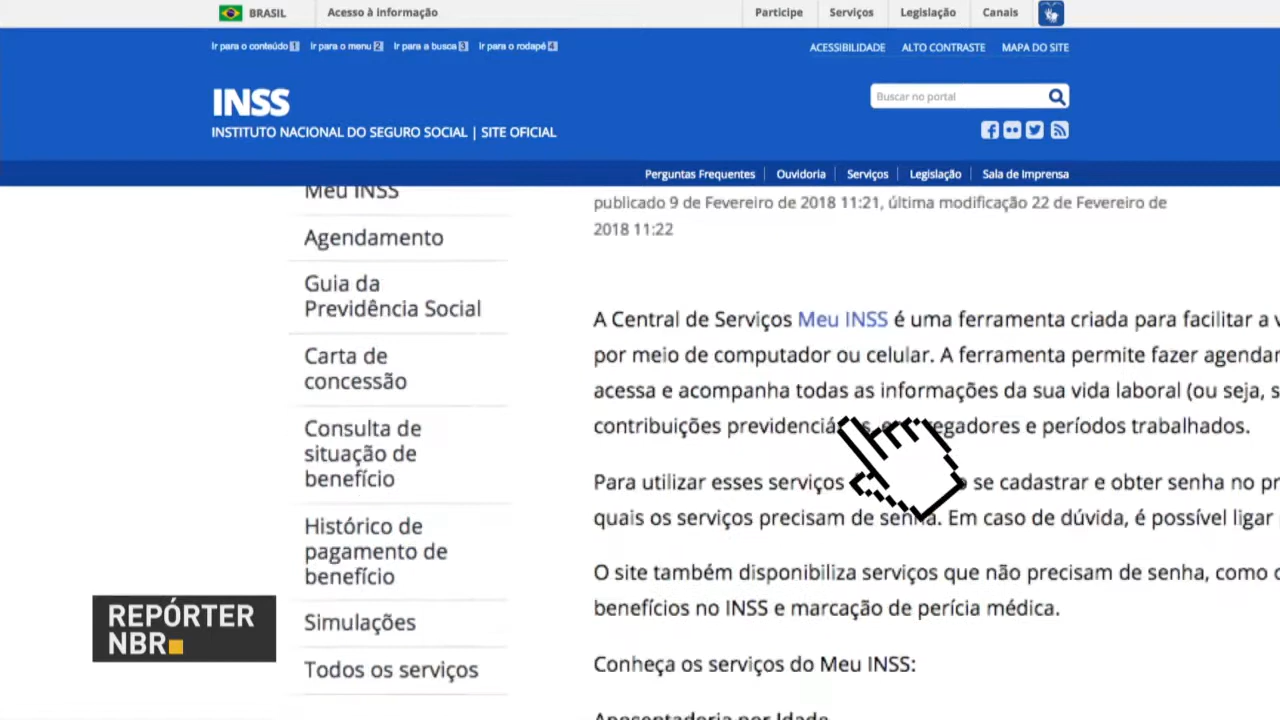 BRASIL
Acesso à informação
Participe
Serviços
Legislação
Canais
Ir para o conteúdo 1
Ir para o menu 2
Ir para a busca 3
Ir para o rodapé 4
ACESSIBILIDADE
ALTO CONTRASTE
MAPA DO SITE
INSS
Buscar no portal
INSTITUTO NACIONAL DO SEGURO SOCIAL | SITE OFICIAL
Perguntas Frequentes
Ouvidoria
Serviços
Legislação
Sala de Imprensa
Meu INSS
Agendamento
Guia da
Previdência Social
Carta de
concessão
Consulta de
situação de
benefício
Histórico de
pagamento de
benefício
Simulações
Todos os serviços
publicado 9 de Fevereiro de 2018 11:21, última modificação 22 de Fevereiro de
2018 11:22
A Central de Serviços Meu INSS é uma ferramenta criada para facilitar a
por meio de computador ou celular. A ferramenta permite fazer
acessa e acompanha todas as informações da sua vida laboral (ou seja,
contribuições e períodos trabalhados.
Para utilizar esses serviços se cadastrar e obter senha no
quais os serviços precisam de senha. Em caso de dúvida, é possível ligar
O site também disponibiliza serviços que não precisam de senha, como
benefícios no INSS e marcação de perícia médica.
Conheça os serviços do Meu INSS:
Aposentadoria por Idade
REPÓRTER
NBR